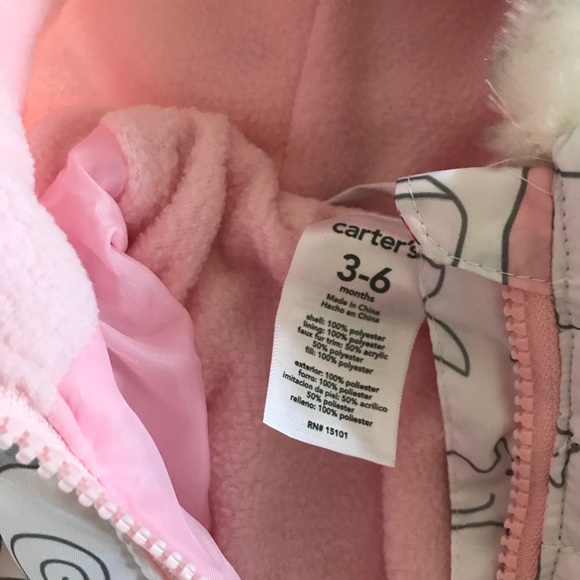 carter's
3-6
months
Made in China
Hecho en China
shell: 100% polyester
lining: 100% polyester
faux fur trim: 50% acrylic
50% polyester
fill: 100% polyester
exterior: 100% poliester
forro: 100% poliester
imitacion de piel: 50% acrilico
50% poliester
relleno: 100% poliester
RN# 15101